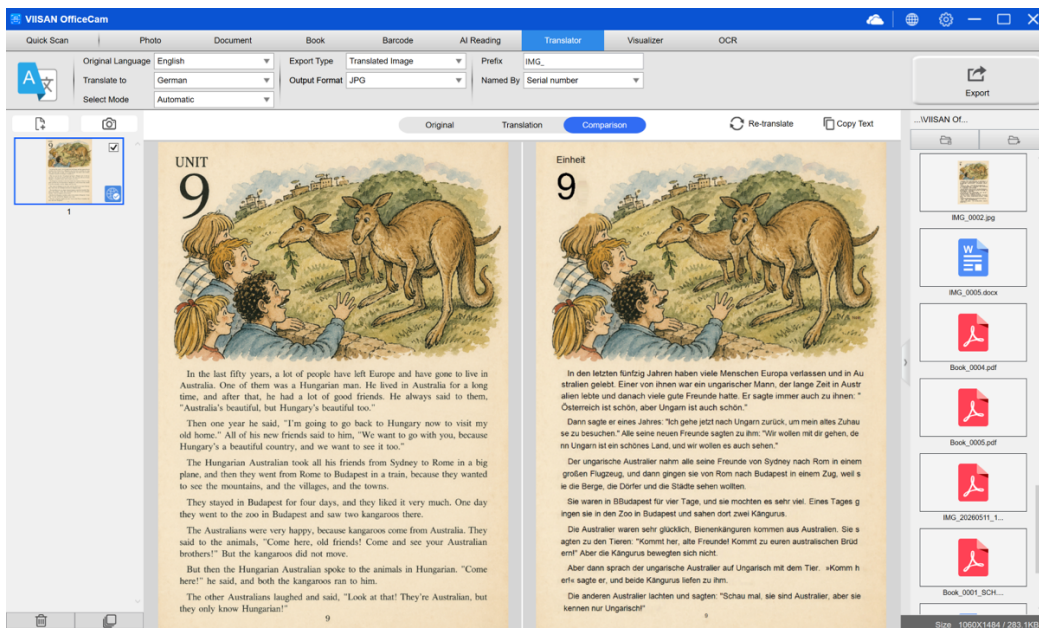 VIISAN OfficeCam
Quick Scan
Photo
Document
Book
Barcode
AI Reading
Translator
Visualizer
OCR
Original Language English
Translate to German
Select Mode Automatic
Export Type Translated Image
Output Format JPG
Prefix IMG_
Named By Serial number
Export
Original
Translation
Comparison
Re-translate
Copy Text
...\VIISAN Of...
1
UNIT
9
In the last fifty years, a lot of people have left Europe and have gone to live in
Australia. One of them was a Hungarian man. He lived in Australia for a long
time, and after that, he had a lot of good friends. He always said to them,
"Australia's beautiful, but Hungary's beautiful too."
Then one year he said, "I'm going to go back to Hungary now to visit my
old home." All of his new friends said to him, "We want to go with you, because
Hungary's a beautiful country, and we want to see it too."
The Hungarian Australian took all his friends from Sydney to Rome in a big
plane, and then they went from Rome to Budapest in a train, because they wanted
to see the mountains, and the villages, and the towns.
They stayed in Budapest for four days, and they liked it very much. One day
they went to the zoo in Budapest and saw two kangaroos there.
The Australians were very happy, because kangaroos come from Australia. They
said to the animals, "Come here, old friends! Come and see your Australian
brothers!" But the kangaroos did not move.
But then the Hungarian Australian spoke to the animals in Hungarian. "Come
here!" he said, and both the kangaroos ran to him.
The other Australians laughed and said, "Look at that! They're Australian, but
they only know Hungarian!"
9
Einheit
9
In den letzten fünfzig Jahren haben viele Menschen Europa verlassen und in Au
stralien gelebt. Einer von ihnen war ein ungarischer Mann, der lange Zeit in Austr
alien lebte und danach viele gute Freunde hatte. Er sagte immer auch zu ihnen: "
Österreich ist schön, aber Ungarn ist auch schön."
Dann sagte er eines Jahres: "Ich gehe jetzt nach Ungarn zurück, um mein altes Zuhau
se zu besuchen." Alle seine neuen Freunde sagten zu ihm: "Wir wollen mit dir gehen, de
nn Ungarn ist ein schönes Land, und wir wollen es auch sehen."
Der ungarische Australier nahm alle seine Freunde von Sydney nach Rom in einem
großen Flugzeug, und dann gingen sie von Rom nach Budapest in einem Zug, weil s
ie die Berge, die Dörfer und die Städte sehen wollten.
Sie waren in BBudapest für vier Tage, und sie mochten es sehr viel. Eines Tages g
ingen sie in den Zoo in Budapest und sahen dort zwei Kängurus.
Die Australier waren sehr glücklich, Bienenkänguren kommen aus Australien. Sie s
agten zu den Tieren: "Kommt her, alte Freunde! Kommt zu euren australischen Brüd
ern!" Aber die Kängurus bewegten sich nicht.
Aber dann sprach der ungarische Australier auf Ungarisch mit dem Tier. »Komm h
er!« sagte er, und beide Kängurus liefen zu ihm.
Die anderen Australier lachten und sagten: "Schau mal, sie sind Australier, aber sie
kennen nur Ungarisch!"
9
IMG_0002.jpg
IMG_0005.docx
Book_0004.pdf
Book_0005.pdf
IMG_20260511_1...
Book_0001_SCH....
Size 1060X1484 / 283.1KB